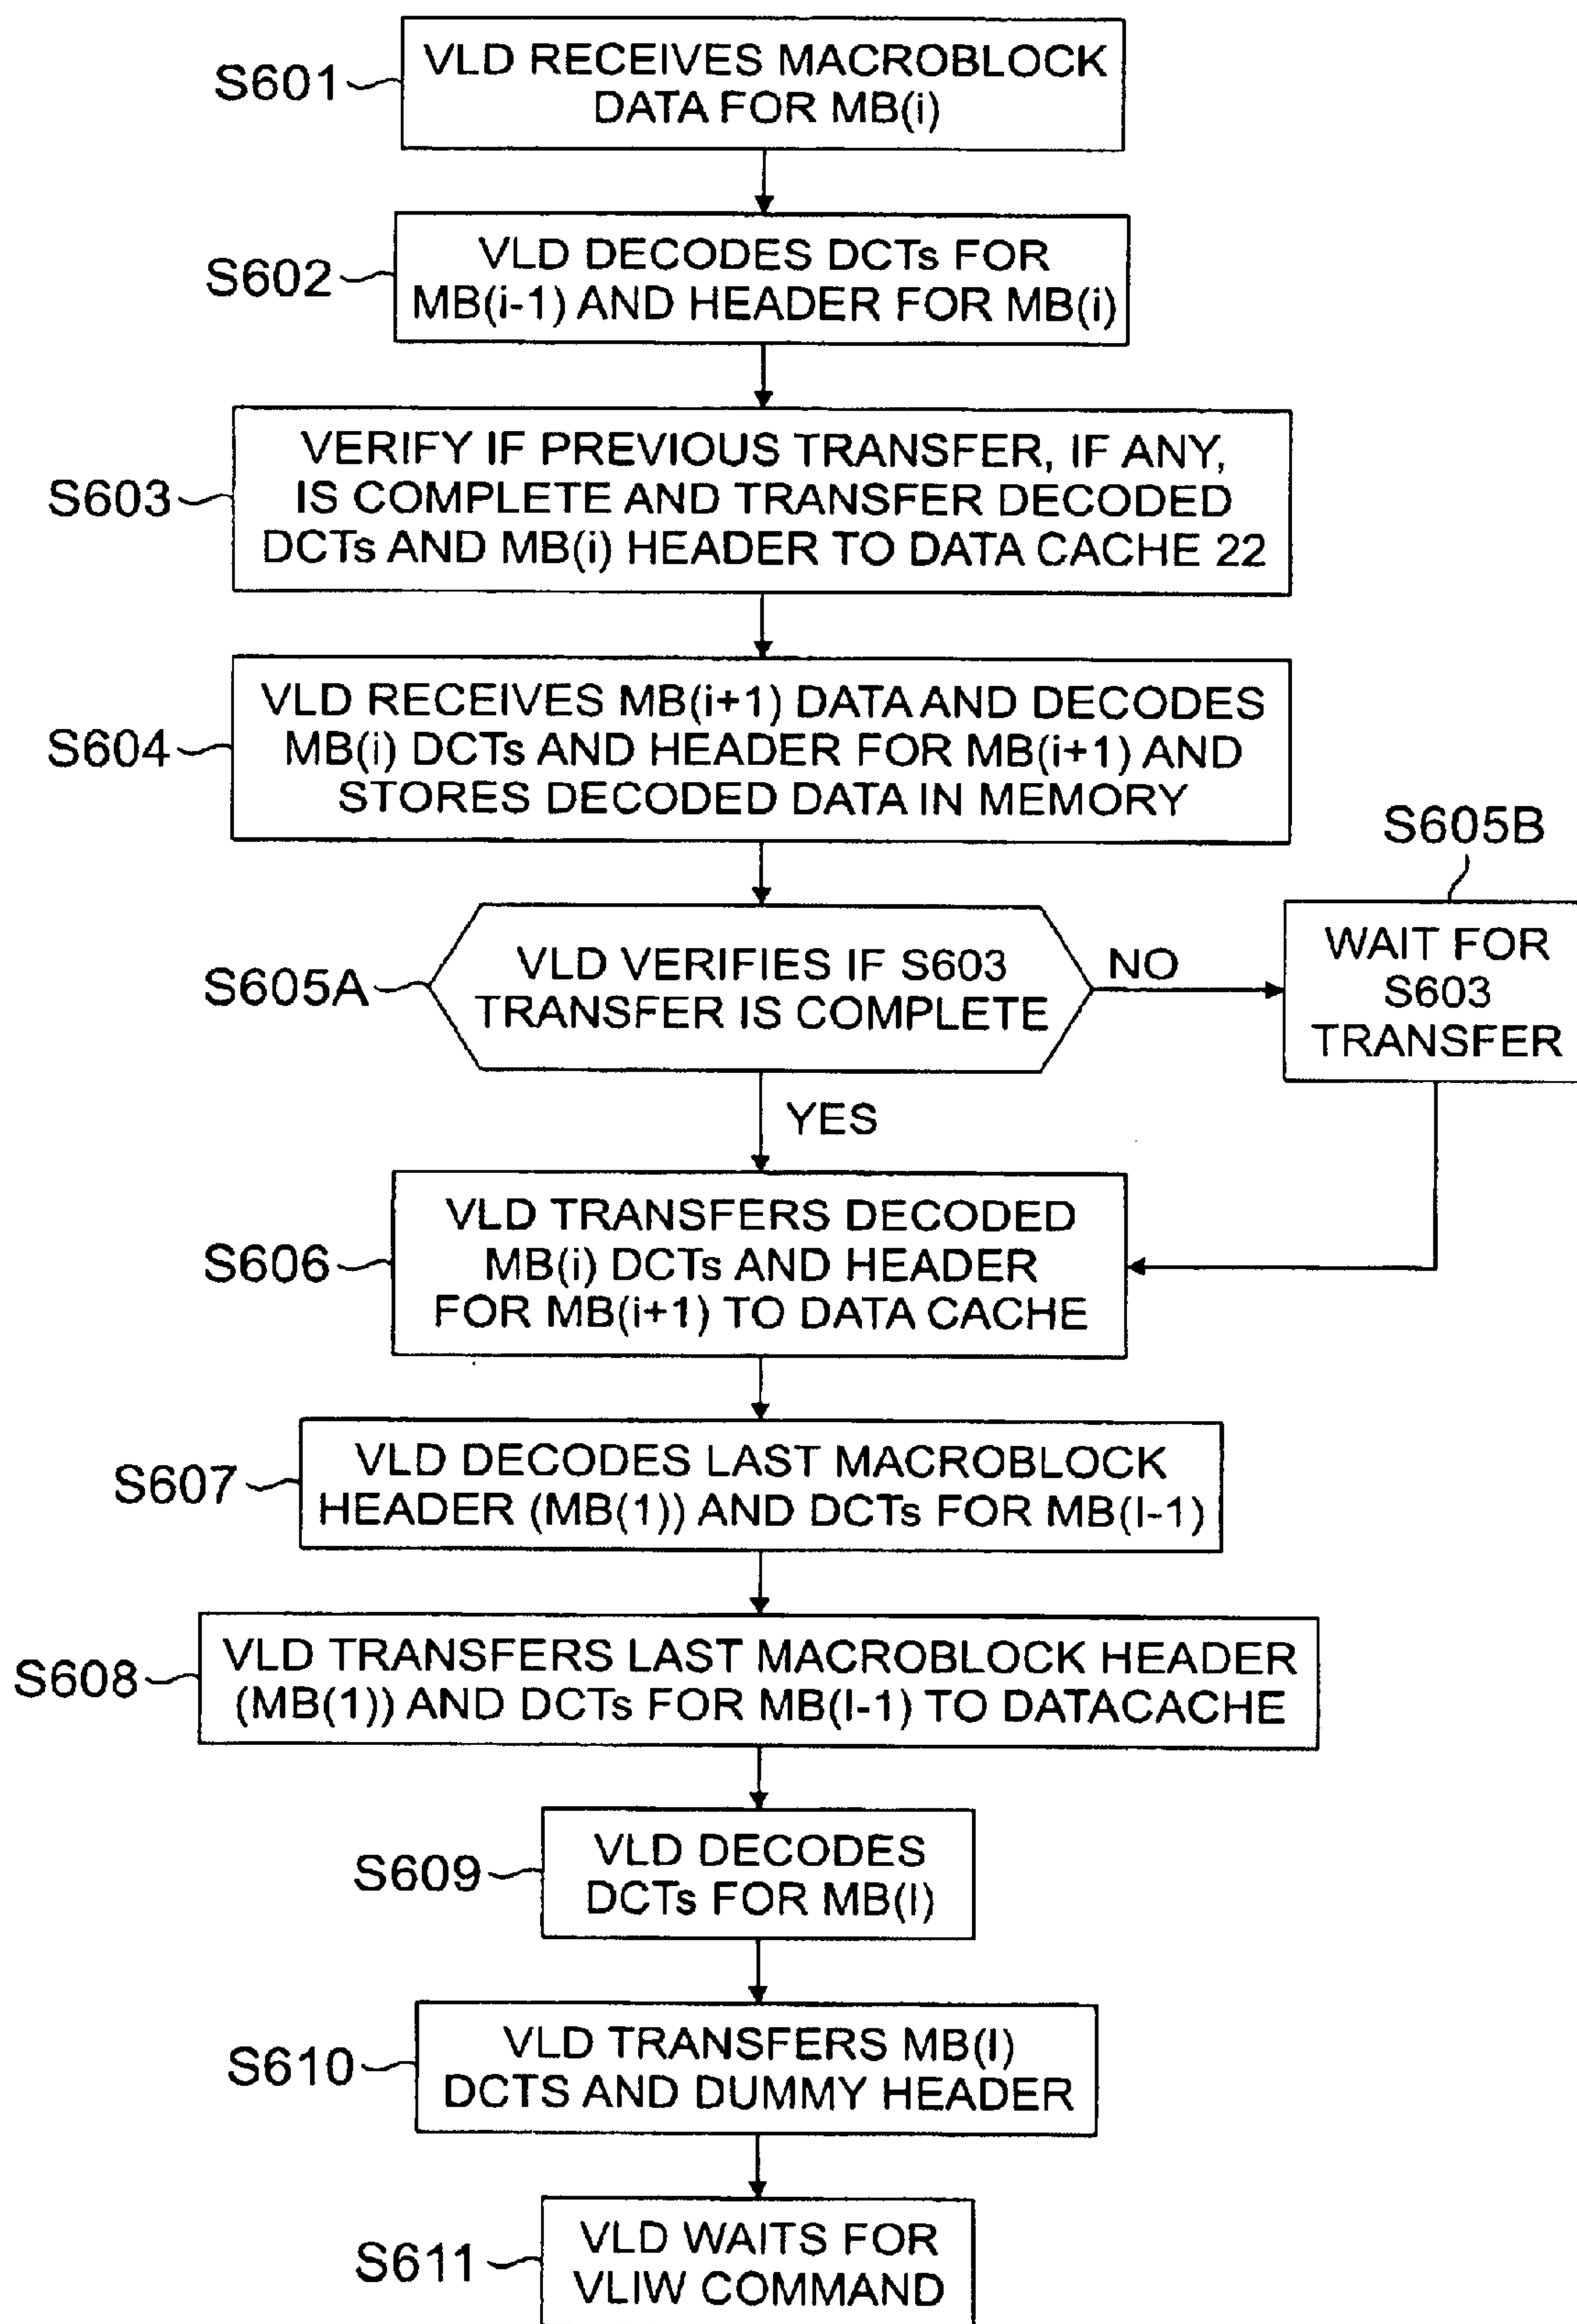 S601
VLD RECEIVES MACROBLOCK
DATA FOR MB(i)
S602
VLD DECODES DCTs FOR
MB(i-1) AND HEADER FOR MB(i)
S603
VERIFY IF PREVIOUS TRANSFER, IF ANY,
IS COMPLETE AND TRANSFER DECODED
DCTs AND MB(i) HEADER TO DATA CACHE 22
S604
VLD RECEIVES MB(i+1) DATA AND DECODES
MB(i) DCTs AND HEADER FOR MB(i+1) AND
STORES DECODED DATA IN MEMORY
S605A
VLD VERIFIES IF S603
TRANSFER IS COMPLETE
NO
S605B
WAIT FOR
S603
TRANSFER
YES
S606
VLD TRANSFERS DECODED
MB(i) DCTs AND HEADER
FOR MB(i+1) TO DATA CACHE
S607
VLD DECODES LAST MACROBLOCK
HEADER (MB(1)) AND DCTs FOR MB(I-1)
S608
VLD TRANSFERS LAST MACROBLOCK HEADER
(MB(1)) AND DCTs FOR MB(I-1) TO DATACACHE
S609
VLD DECODES
DCTs FOR MB(I)
S610
VLD TRANSFERS MB(I)
DCTS AND DUMMY HEADER
S611
VLD WAITS FOR
VLIW COMMAND